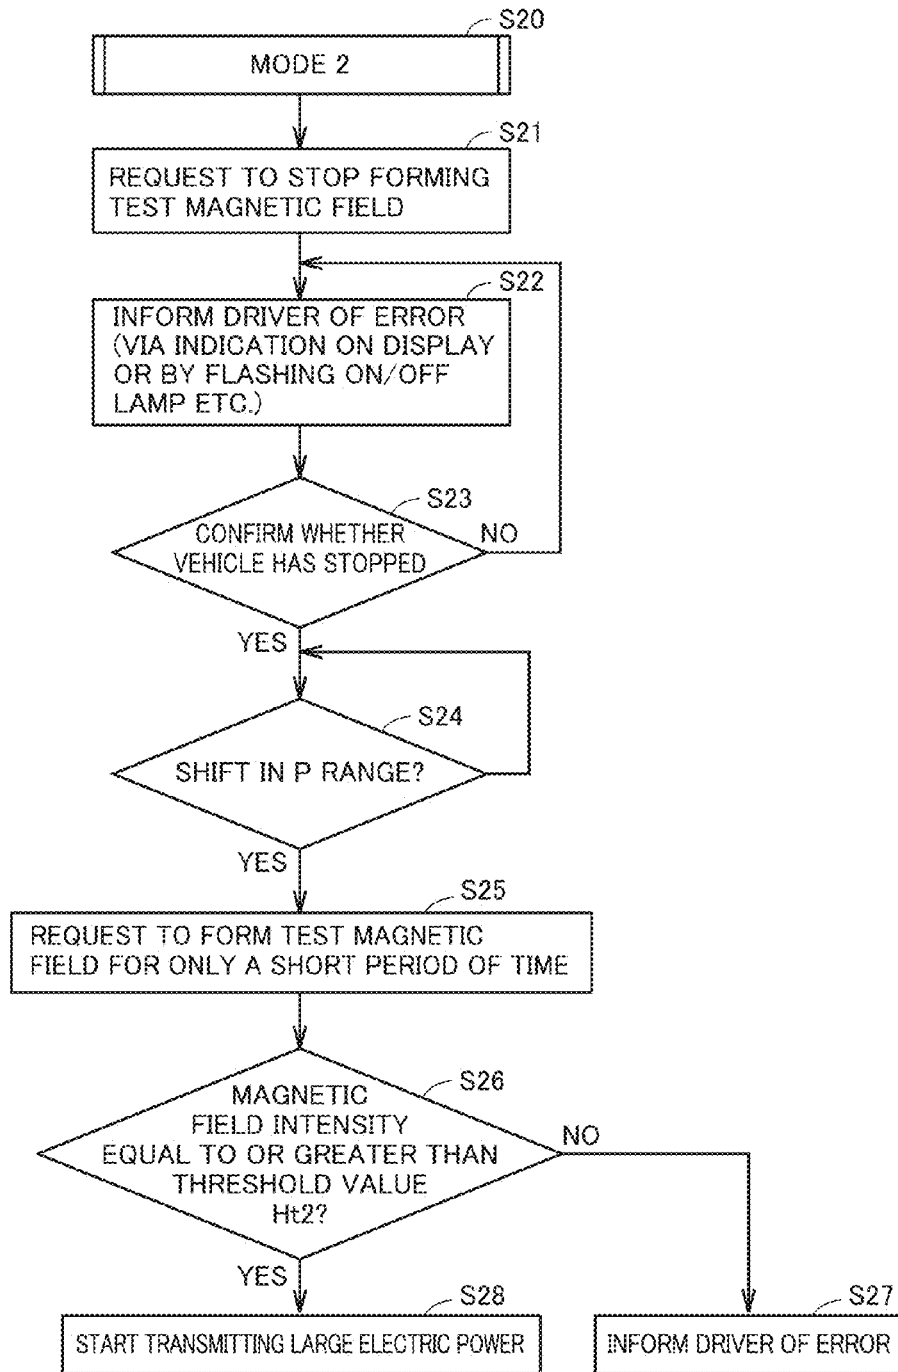 S20
MODE 2
S21
REQUEST TO STOP FORMING
TEST MAGNETIC FIELD
S22
INFORM DRIVER OF ERROR
(VIA INDICATION ON DISPLAY
OR BY FLASHING ON/OFF
LAMP ETC.)
S23
CONFIRM WHETHER
VEHICLE HAS STOPPED
NO
YES
S24
SHIFT IN P RANGE?
YES
S25
REQUEST TO FORM TEST MAGNETIC
FIELD FOR ONLY A SHORT PERIOD OF TIME
S26
MAGNETIC
FIELD INTENSITY
EQUAL TO OR GREATER THAN
THRESHOLD VALUE
Ht2?
NO
YES
S28
START TRANSMITTING LARGE ELECTRIC POWER
S27
INFORM DRIVER OF ERROR